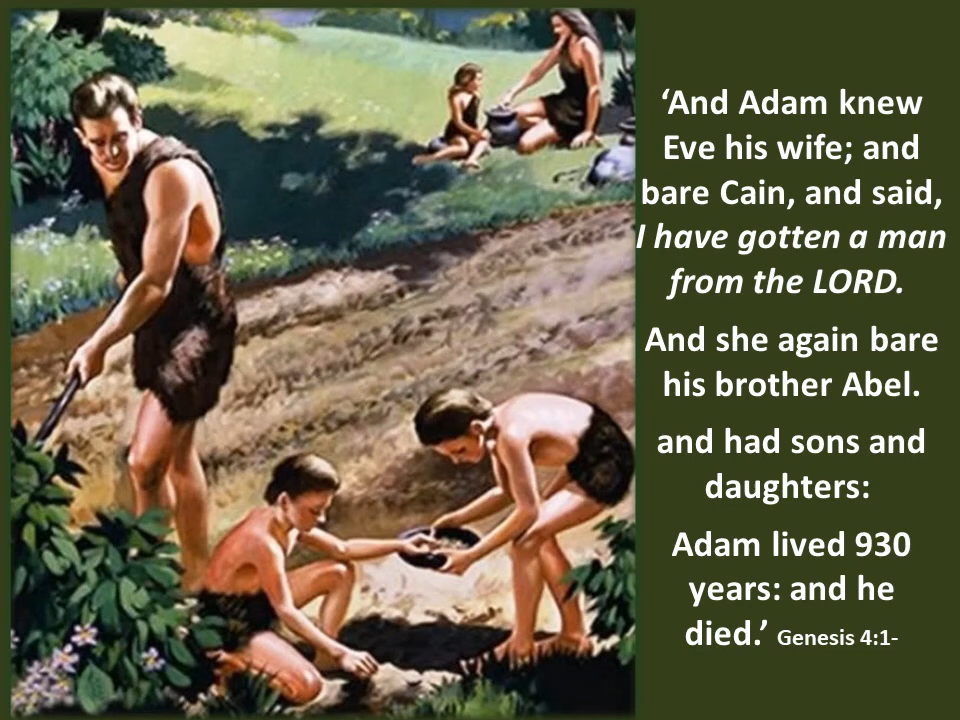 ‘And Adam knew
Eve his wife; and
bare Cain, and said,
I have gotten a man
from the LORD.
And she again bare
his brother Abel.
and had sons and
daughters:
Adam lived 930
years: and he
died.’ Genesis 4:1-